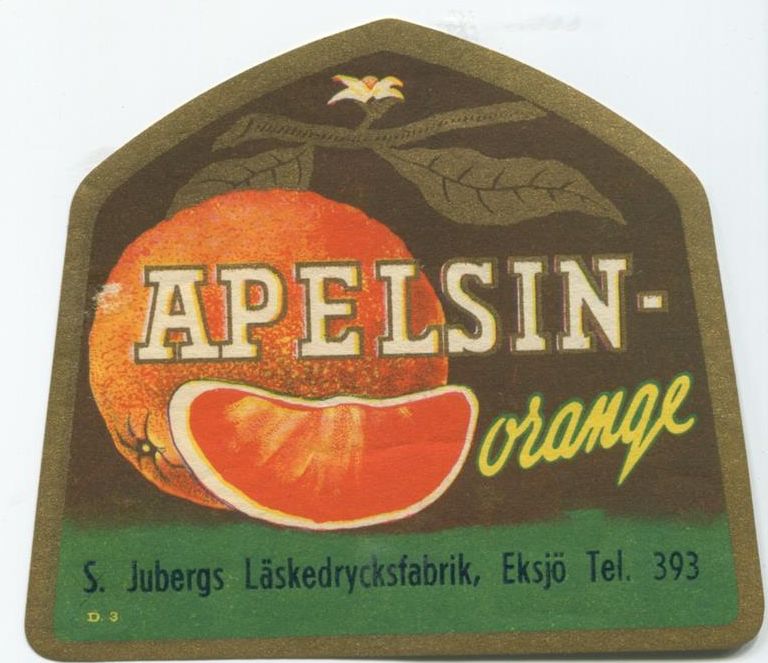 APELSIN-
orange
S. Jubergs Läskedrycksfabrik, Eksjö Tel. 393
D. 3